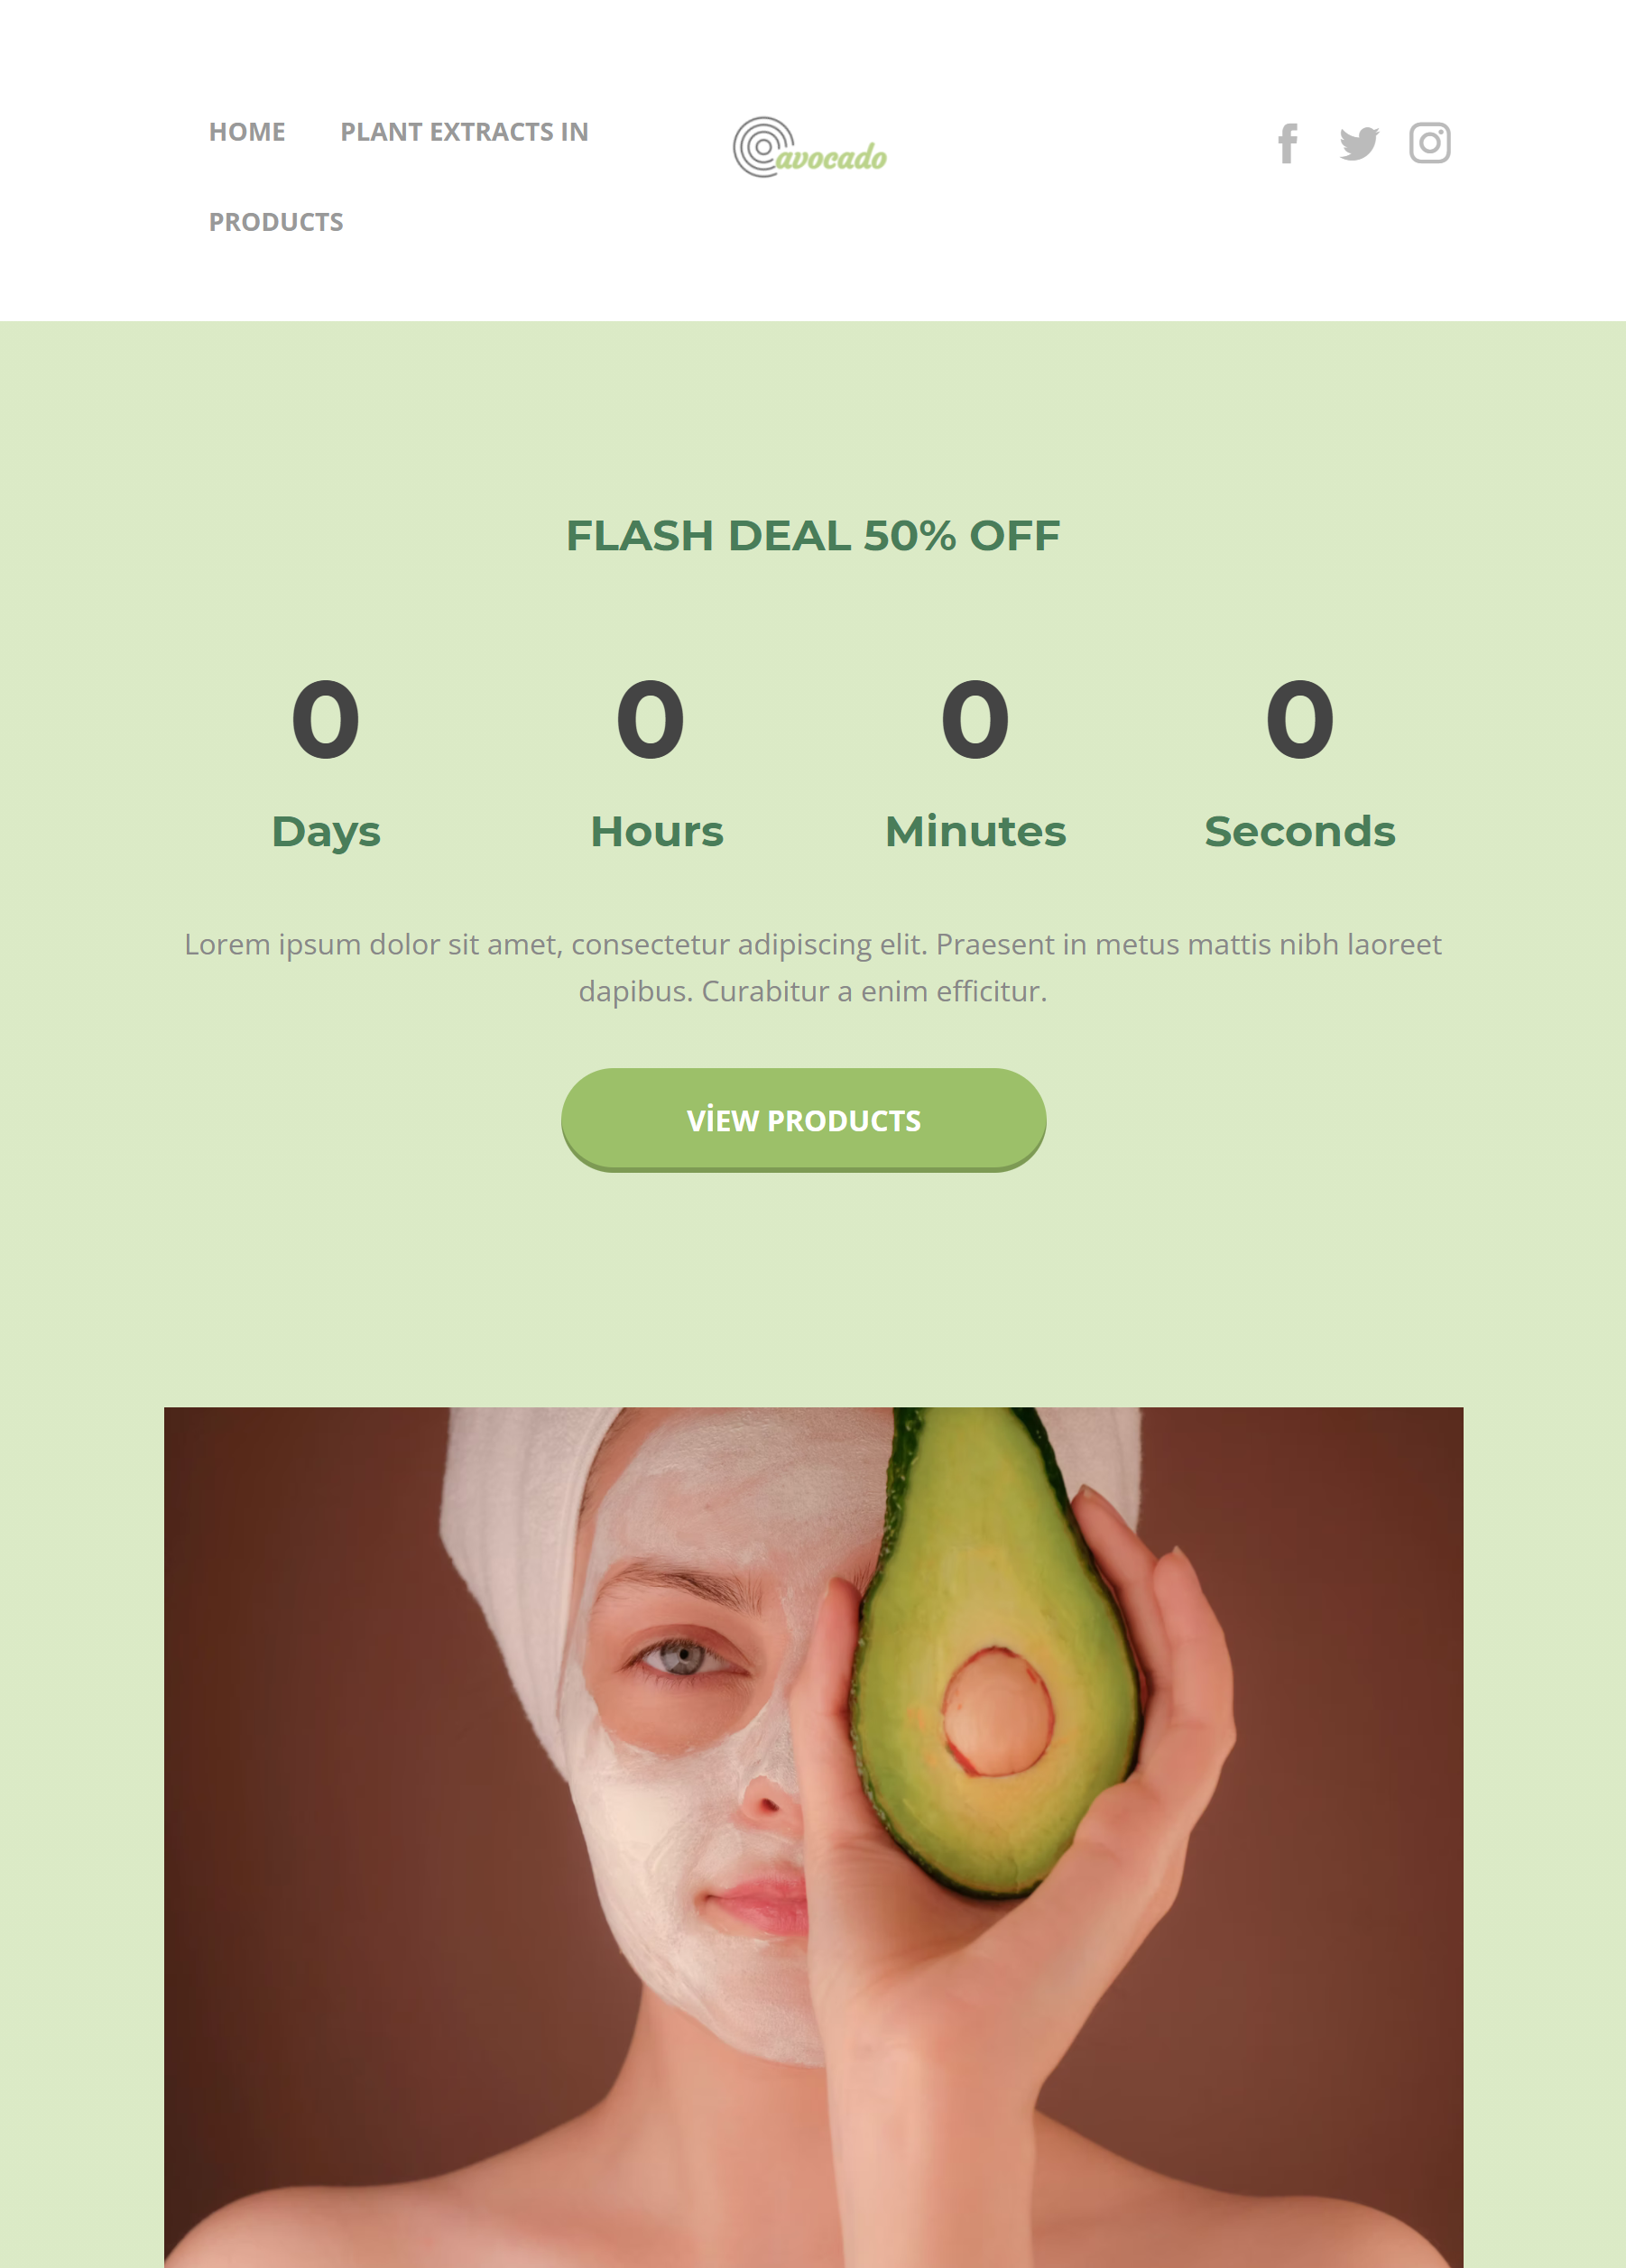 HOME PLANT EXTRACTS IN
PRODUCTS
avocado
FLASH DEAL 50% OFF
0 0 0 0
Days Hours Minutes Seconds
Lorem ipsum dolor sit amet, consectetur adipiscing elit. Praesent in metus mattis nibh laoreet
dapibus. Curabitur a enim efficitur.
VİEW PRODUCTS